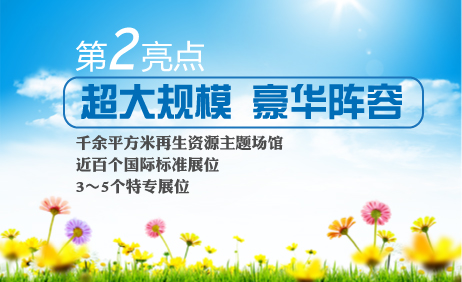 第2亮点
超大规模 豪华阵容
千余平方米再生资源主题场馆
近百个国际标准展位
3～5个特专展位